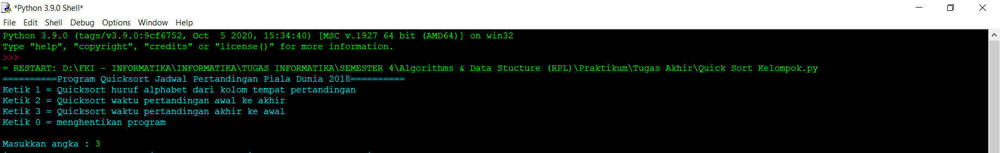 *Python 3.9.0 Shell*
File Edit Shell Debug Options Window Help
Python 3.9.0 (tags/v3.9.0:9cf6752, Oct  5 2020, 15:34:40) [MSC v.1927 64 bit (AMD64)] on win32
Type "help", "copyright", "credits" or "license()" for more information.
>>>
= RESTART: D:\FKI - INFORMATIKA\INFORMATIKA\TUGAS INFORMATIKA\SEMESTER 4\Algorithms & Data Stucture (RPL)\Praktikum\Tugas Akhir\Quick Sort Kelompok.py
==========Program Quicksort Jadwal Pertandingan Piala Dunia 2018==========
Ketik 1 = Quicksort huruf alphabet dari kolom tempat pertandingan
Ketik 2 = Quicksort waktu pertandingan awal ke akhir
Ketik 3 = Quicksort waktu pertandingan akhir ke awal
Ketik 0 = menghentikan program
Masukkan angka : 3